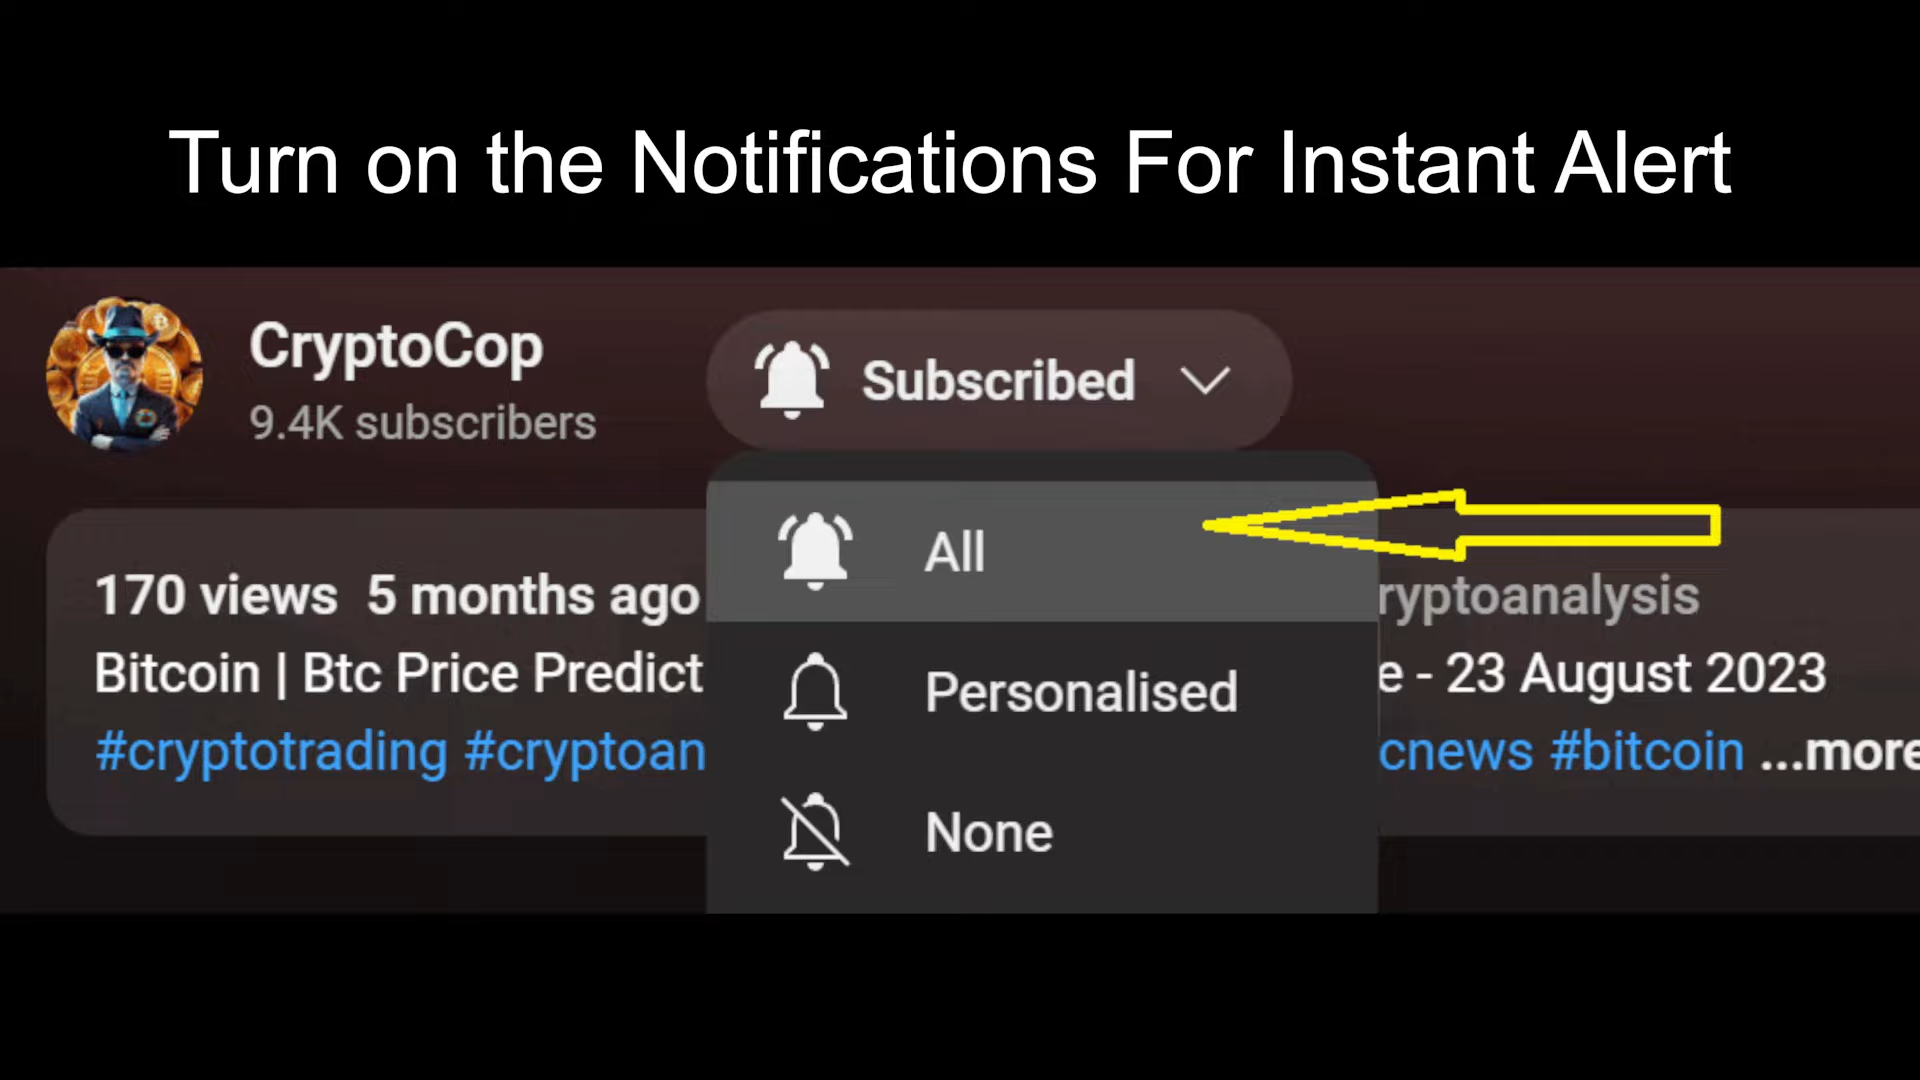 Turn on the Notifications For Instant Alert
CryptoCop
9.4K subscribers
Subscribed
All
Personalised
None
170 views 5 months ago
ryptoanalysis
Bitcoin | Btc Price Predict
e - 23 August 2023
#cryptotrading #cryptoan
cnews #bitcoin ...more